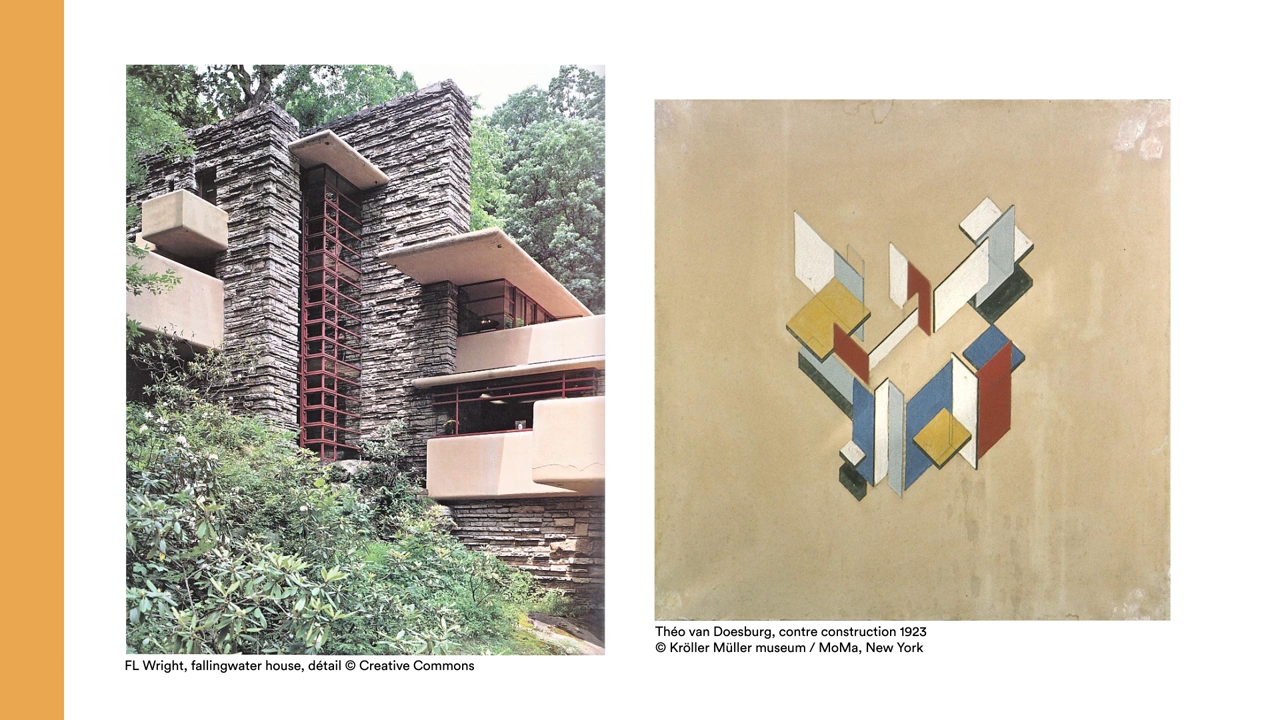 FL Wright, fallingwater house, détail © Creative Commons
Théo van Doesburg, contre construction 1923
© Kröller Müller museum / MoMa, New York